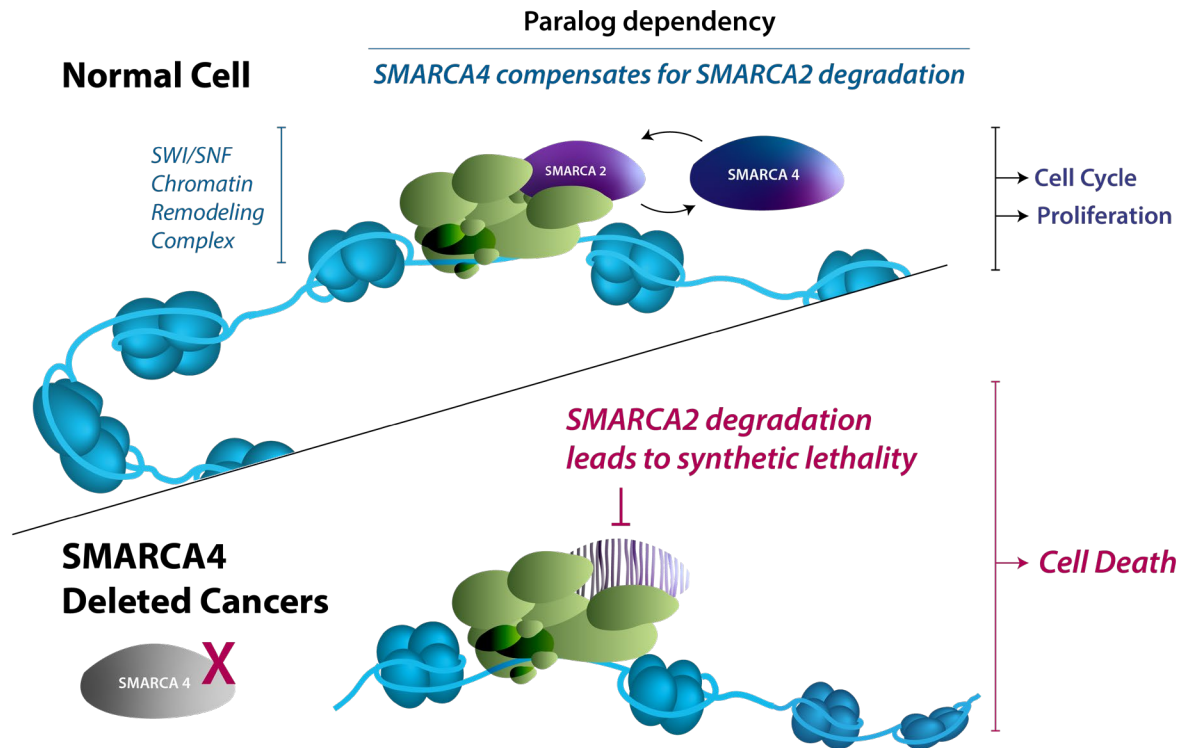 Paralog dependency
Normal Cell
SMARCA4 compensates for SMARCA2 degradation
SWI/SNF
Chromatin
Remodeling
Complex
SMARCA 2
SMARCA 4
Cell Cycle
Proliferation
SMARCA2 degradation
leads to synthetic lethality
SMARCA4
Deleted Cancers
SMARCA 4
X
Cell Death